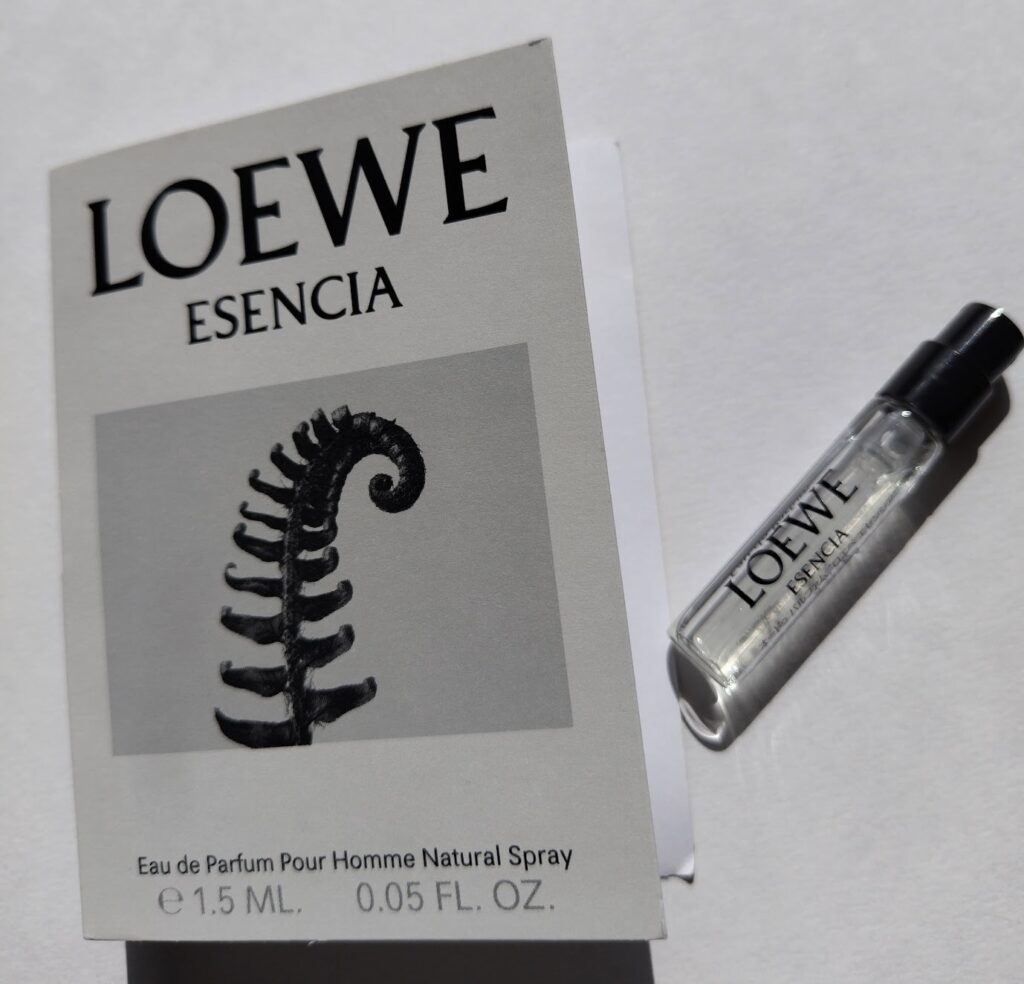 LOEWE
ESENCIA
Eau de Parfum Pour Homme Natural Spray
℮ 1.5 ML. 0.05 FL. OZ.
LOEWE
ESENCIA